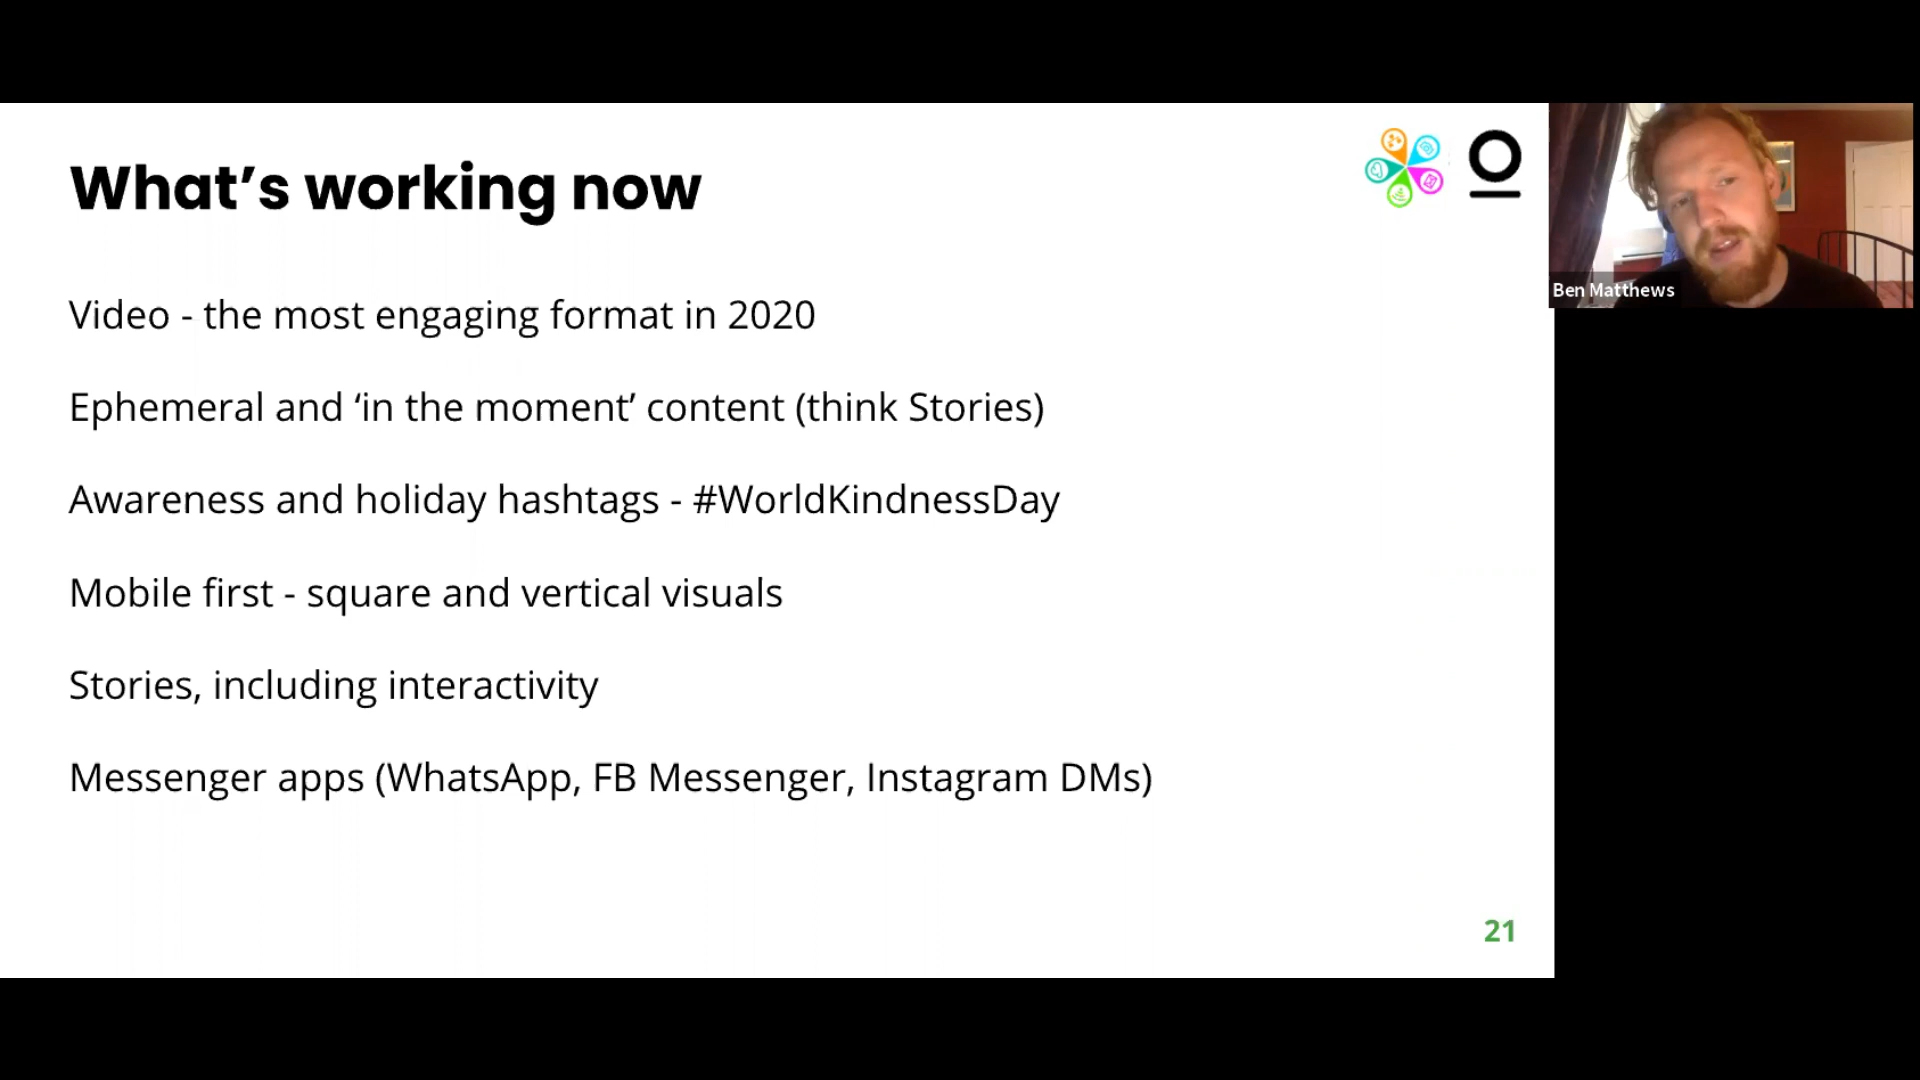 What’s working now
Video - the most engaging format in 2020
Ephemeral and ‘in the moment’ content (think Stories)
Awareness and holiday hashtags - #WorldKindnessDay
Mobile first - square and vertical visuals
Stories, including interactivity
Messenger apps (WhatsApp, FB Messenger, Instagram DMs)
21
Ben Matthews